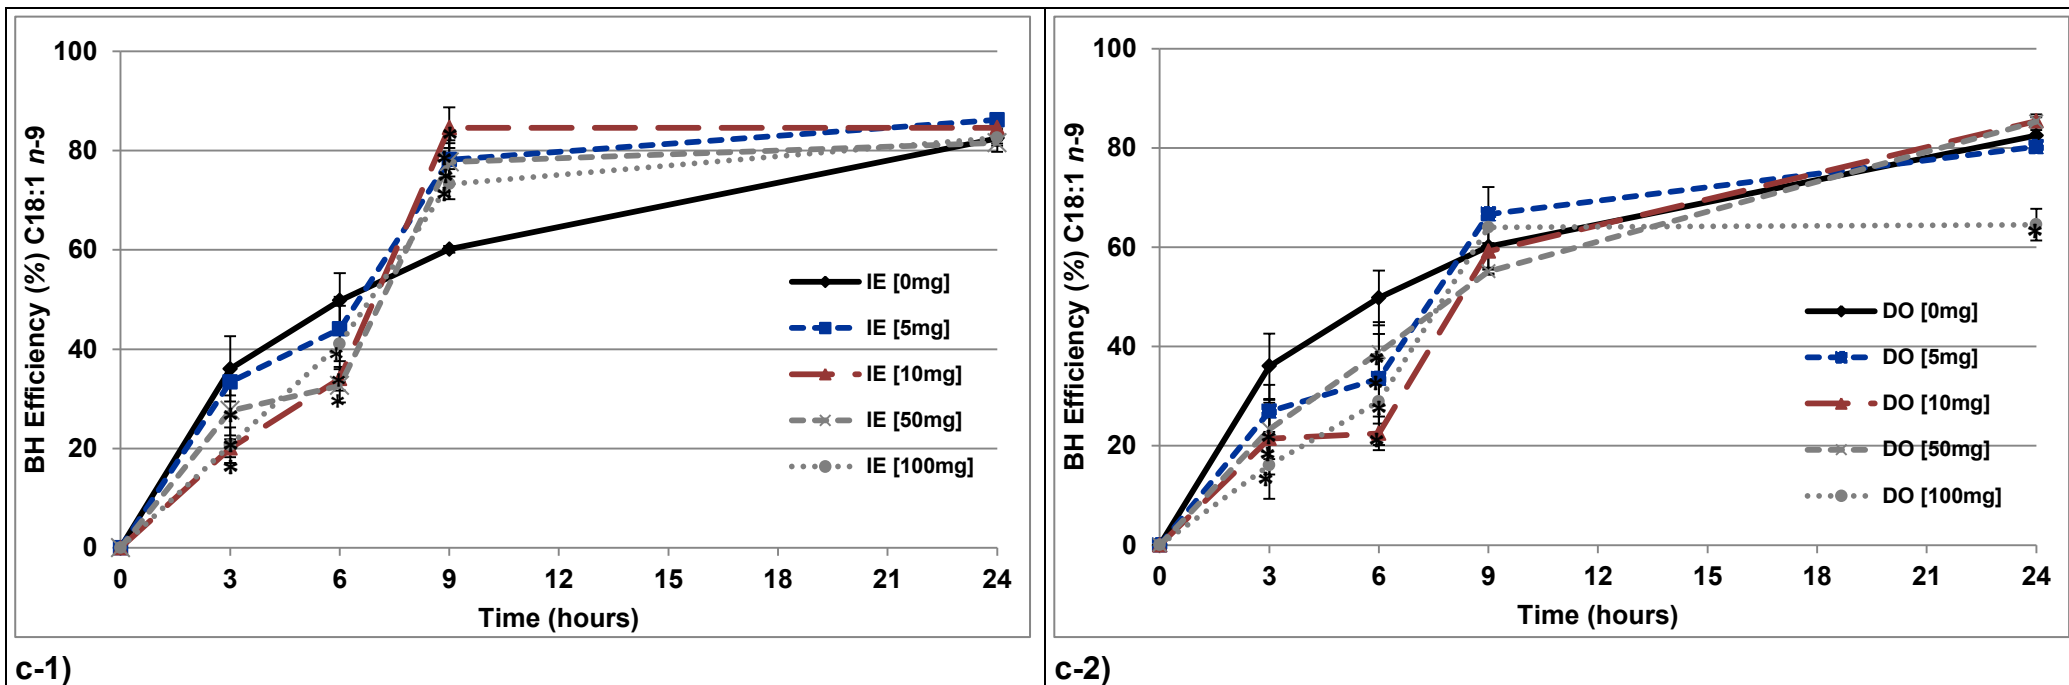 BH Efficiency (%) C18:1 n-9
100
80
60
40
20
0
0 3 6 9 12 15 18 21 24
Time (hours)
IE [0mg]
IE [5mg]
IE [10mg]
IE [50mg]
IE [100mg]
* * * * * * * * * *
c-1)
BH Efficiency (%) C18:1 n-9
100
80
60
40
20
0
0 3 6 9 12 15 18 21 24
Time (hours)
DO [0mg]
DO [5mg]
DO [10mg]
DO [50mg]
DO [100mg]
* * * * * * * *
c-2)